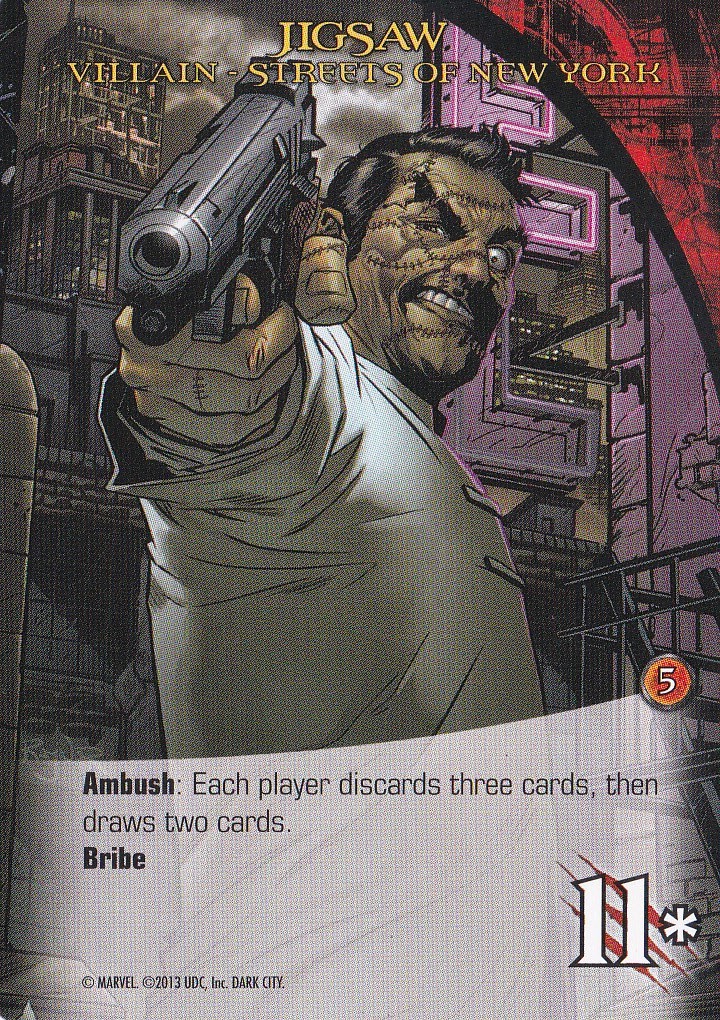 JIGSAW
VILLAIN - STREETS OF NEW YORK
5
Ambush: Each player discards three cards, then
draws two cards.
Bribe
11*
© MARVEL. ©2013 UDC, Inc. DARK CITY.